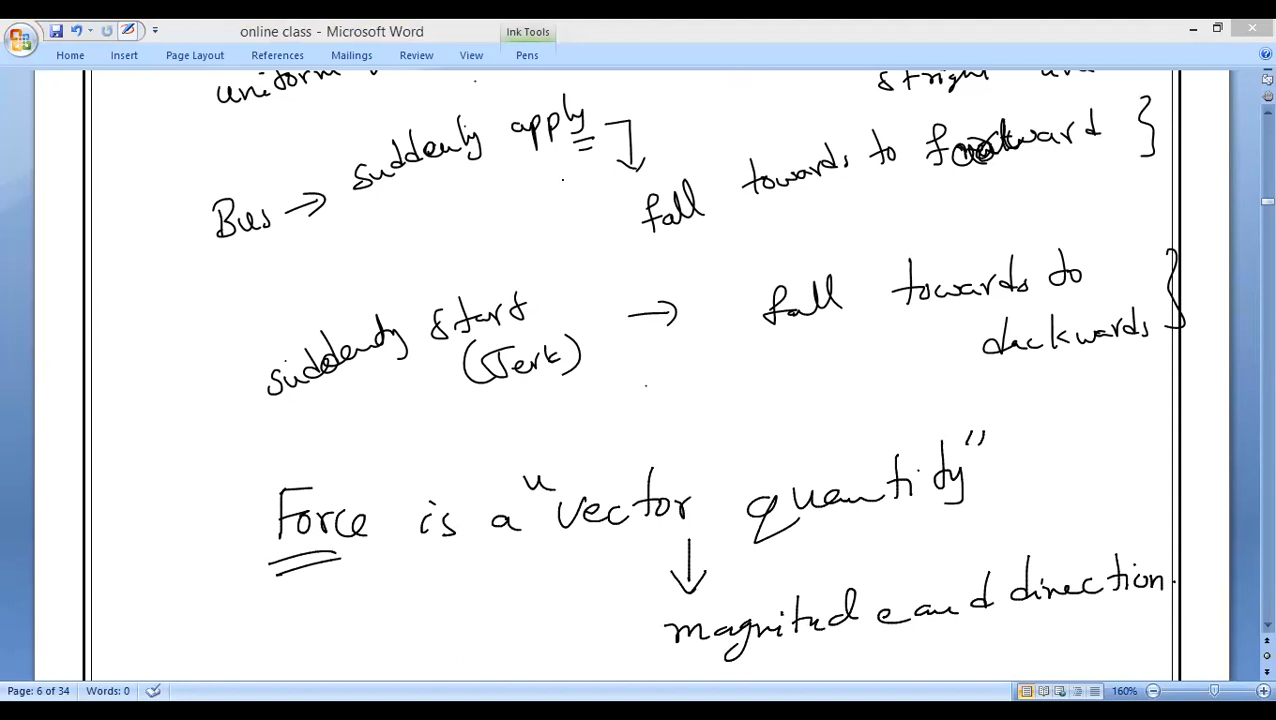 online class - Microsoft Word
Ink Tools
Home Insert Page Layout References Mailings Review View Pens
uniform
suddenly apply
Bus → fall towards to forward }
suddenly start → fall towards to
(Jerk) backwards }
Force is a "vector quantity"
↓
magnitude and direction
Page: 6 of 34 Words: 0 160%